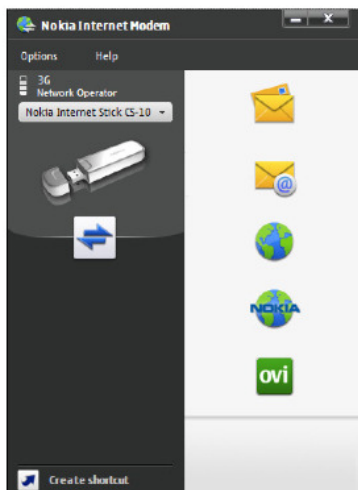 Nokia Internet Modem
Options Help
3G
Network Operator
Nokia Internet Stick CS-10
@
NOKIA
ovi
Create shortcut